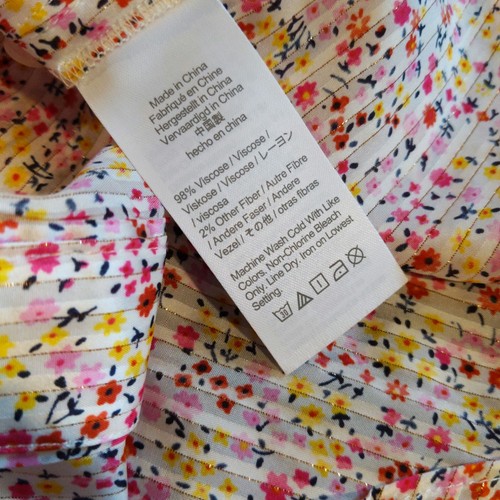 Made in China
Fabriqué en Chine
Hergestellt in China
Vervaardigd in China
中国製
hecho en china
98% Viscose / Viscose /
Viskose / Viscose / レーヨン
/ viscosa
2% Other Fiber / Autre Fibre
/ Andere Faser / Andere
Vezel / その他 / otras fibras
Machine Wash Cold With Like
Colors. Non-Chlorine Bleach
Only. Line Dry. Iron on Lowest
Setting.
30